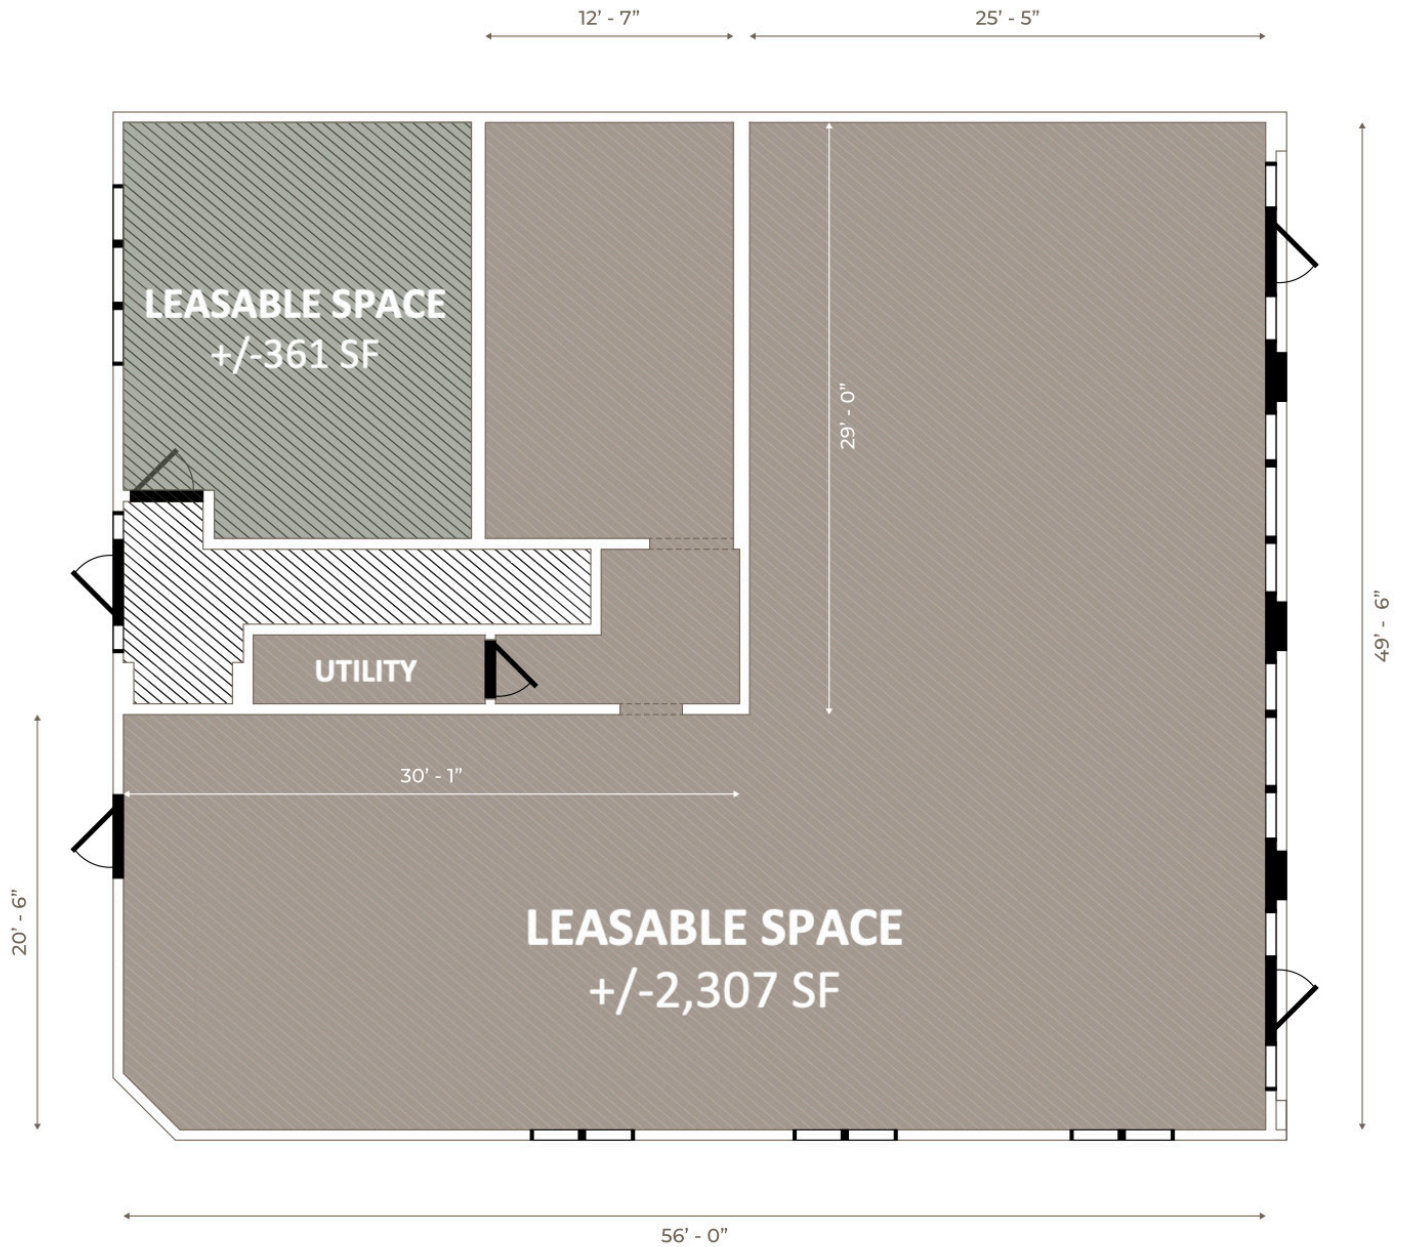 12’ - 7”
25’ - 5”
LEASABLE SPACE
+/-361 SF
29’ - 0”
49’ - 6”
UTILITY
30’ - 1”
20’ - 6”
LEASABLE SPACE
+/-2,307 SF
56’ - 0”